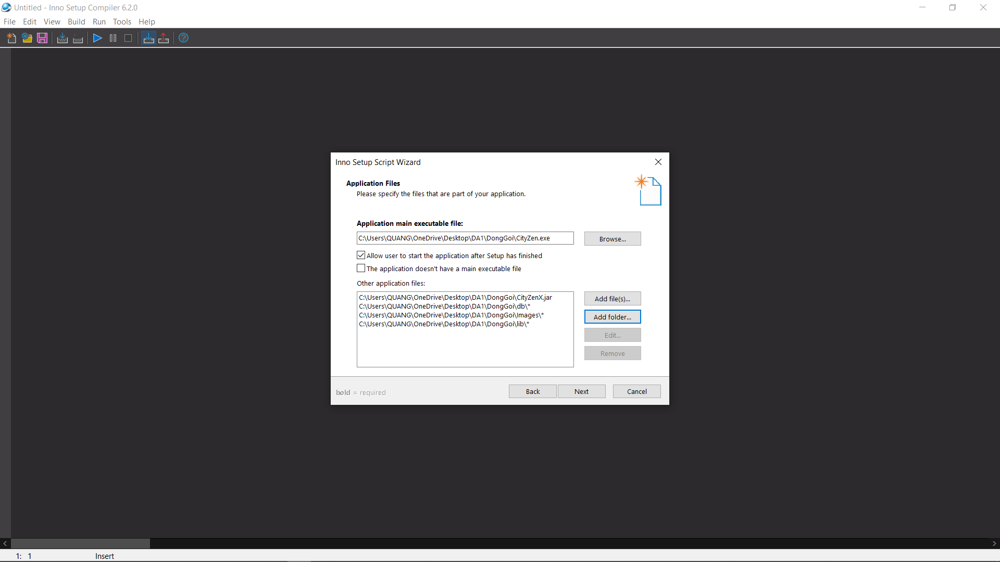 Untitled - Inno Setup Compiler 6.2.0
File Edit View Build Run Tools Help
Inno Setup Script Wizard
Application Files
Please specify the files that are part of your application.
Application main executable file:
C:\Users\QUANG\OneDrive\Desktop\DA1\DongGoi\CityZen.exe
Browse...
Allow user to start the application after Setup has finished
The application doesn't have a main executable file
Other application files:
C:\Users\QUANG\OneDrive\Desktop\DA1\DongGoi\CityZenX.jar
C:\Users\QUANG\OneDrive\Desktop\DA1\DongGoi\db\*
C:\Users\QUANG\OneDrive\Desktop\DA1\DongGoi\Images\*
C:\Users\QUANG\OneDrive\Desktop\DA1\DongGoi\lib\*
Add file(s)...
Add folder...
Edit...
Remove
bold = required
Back
Next
Cancel
1: 1 Insert